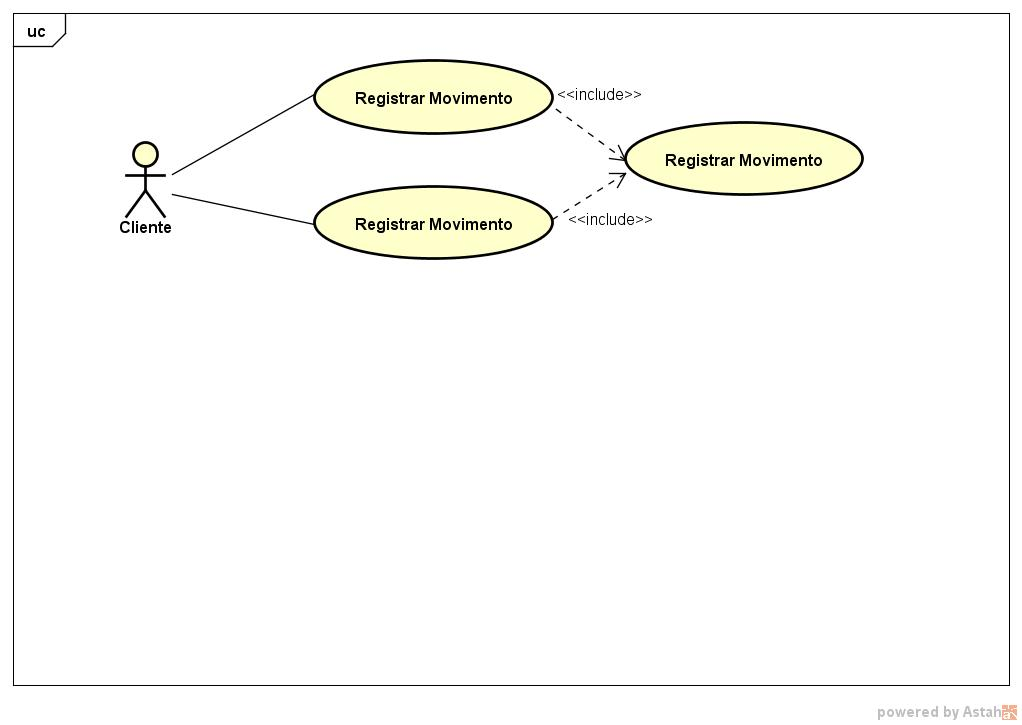 uc
Registrar Movimento
<<include>>
Registrar Movimento
Cliente
Registrar Movimento
<<include>>
powered by Astah